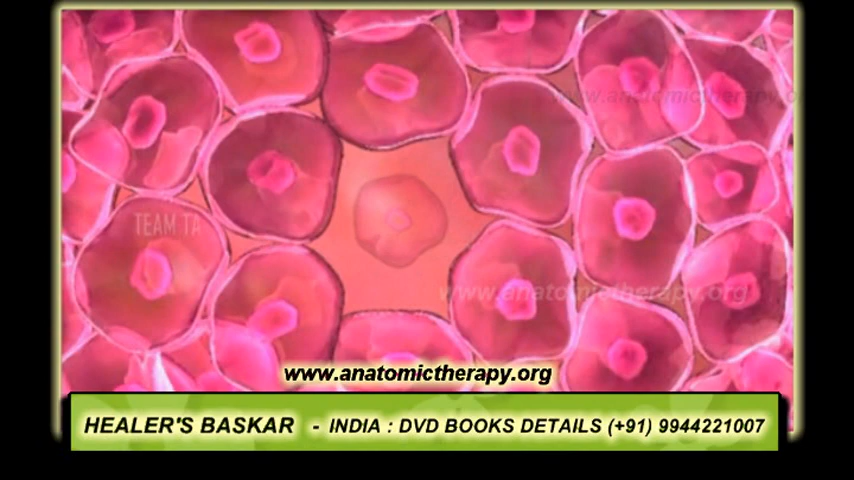 www.anatomictherapy.org
TEAM TA
www.anatomictherapy.org
www.anatomictherapy.org
HEALER'S BASKAR - INDIA : DVD BOOKS DETAILS (+91) 9944221007